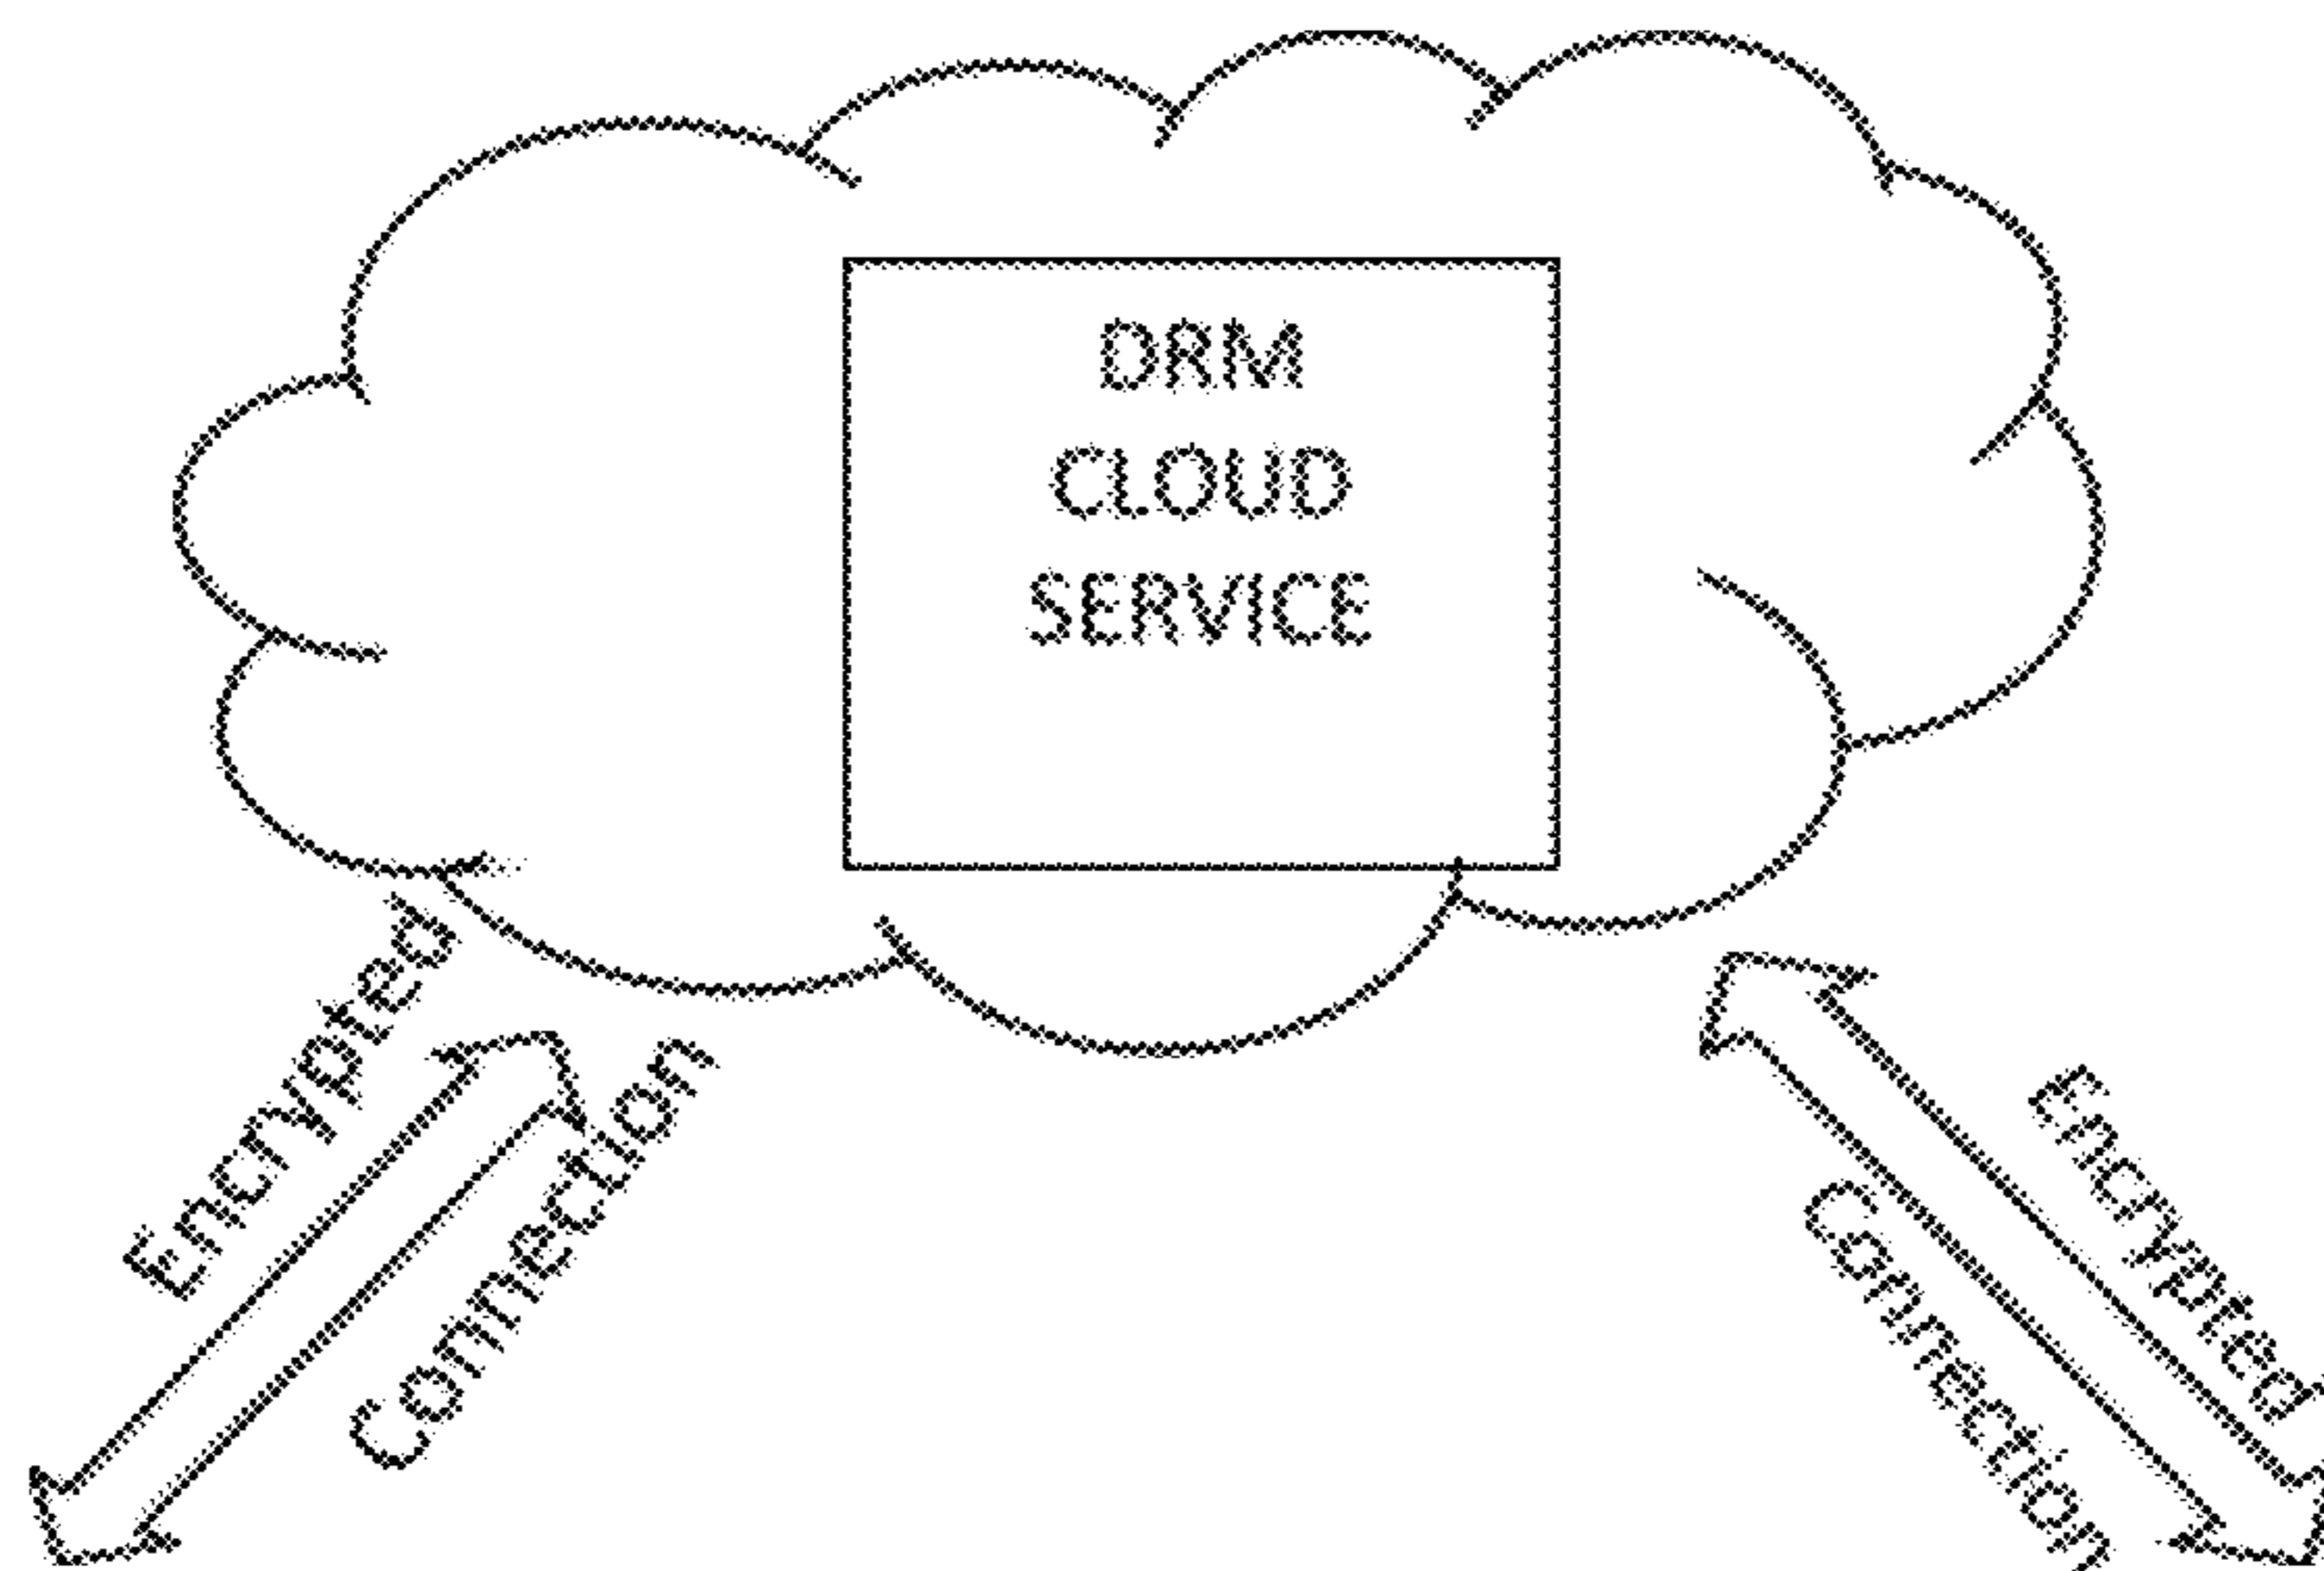 DRM
CLOUD
SERVICE
Encrypted
Connection
Encrypted
Connection